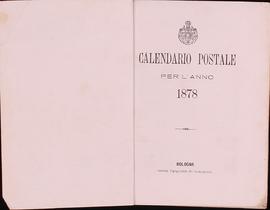 CALENDARIO POSTALE
PER L'ANNO
1878
BOLOGNA